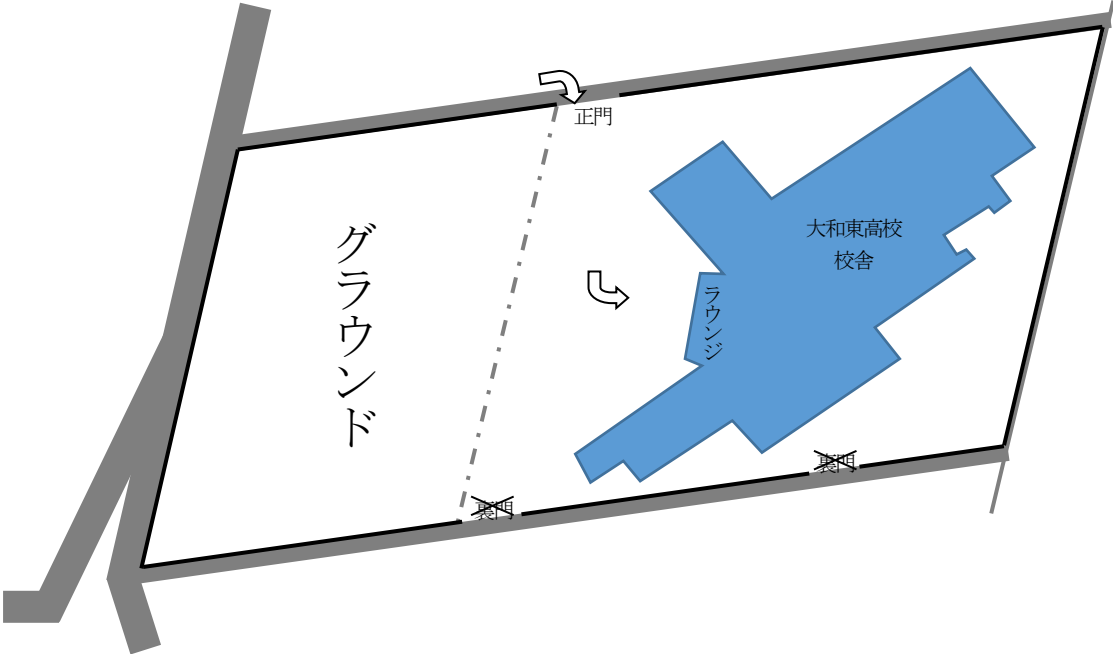 正門
グラウンド
大和東高校
校舎
ラウンジ
裏門
裏門